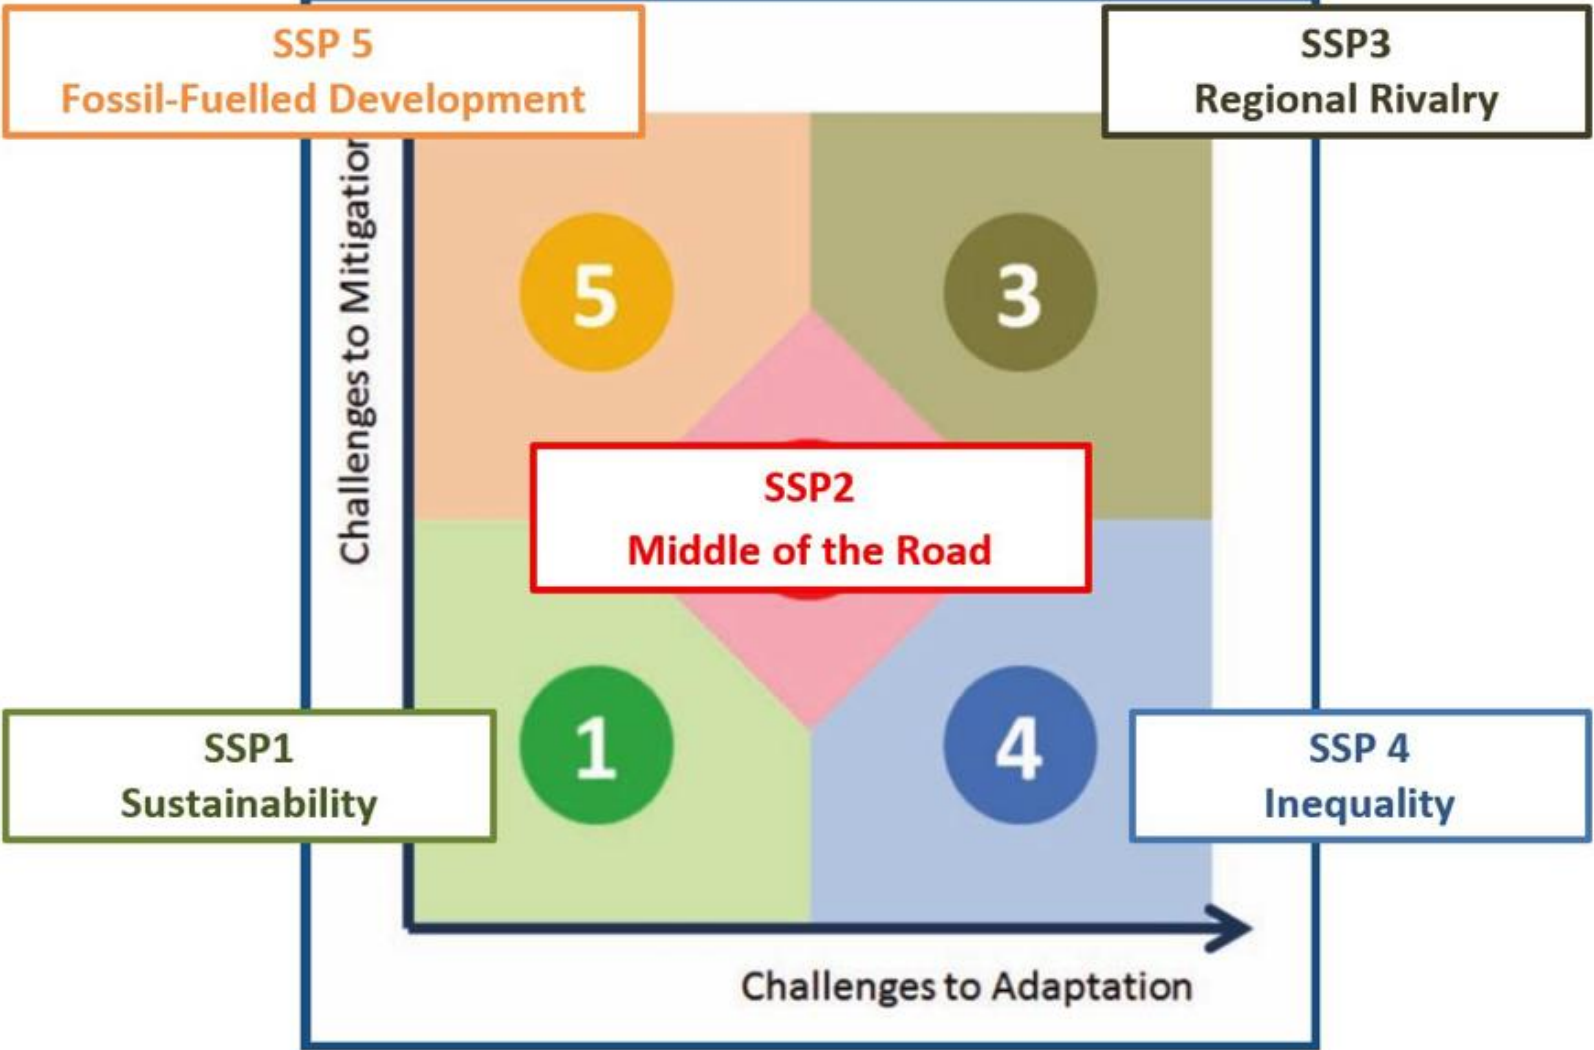 SSP 5
Fossil-Fuelled Development
SSP3
Regional Rivalry
Challenges to Mitigation
5
3
SSP2
Middle of the Road
1
4
SSP1
Sustainability
SSP 4
Inequality
Challenges to Adaptation